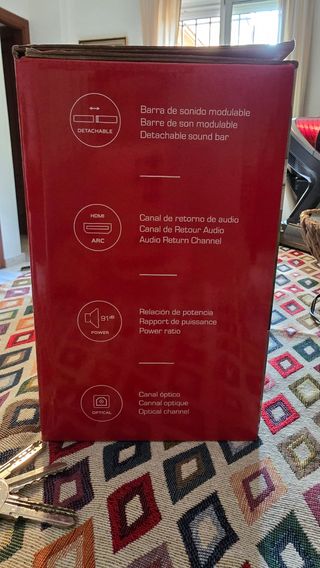 DETACHABLE
Barra de sonido modulable
Barre de son modulable
Detachable sound bar
HDMI
ARC
Canal de retorno de audio
Canal de Retour Audio
Audio Return Channel
91dB
POWER
Relación de potencia
Rapport de puissance
Power ratio
OPTICAL
Canal óptico
Cannal optique
Optical channel